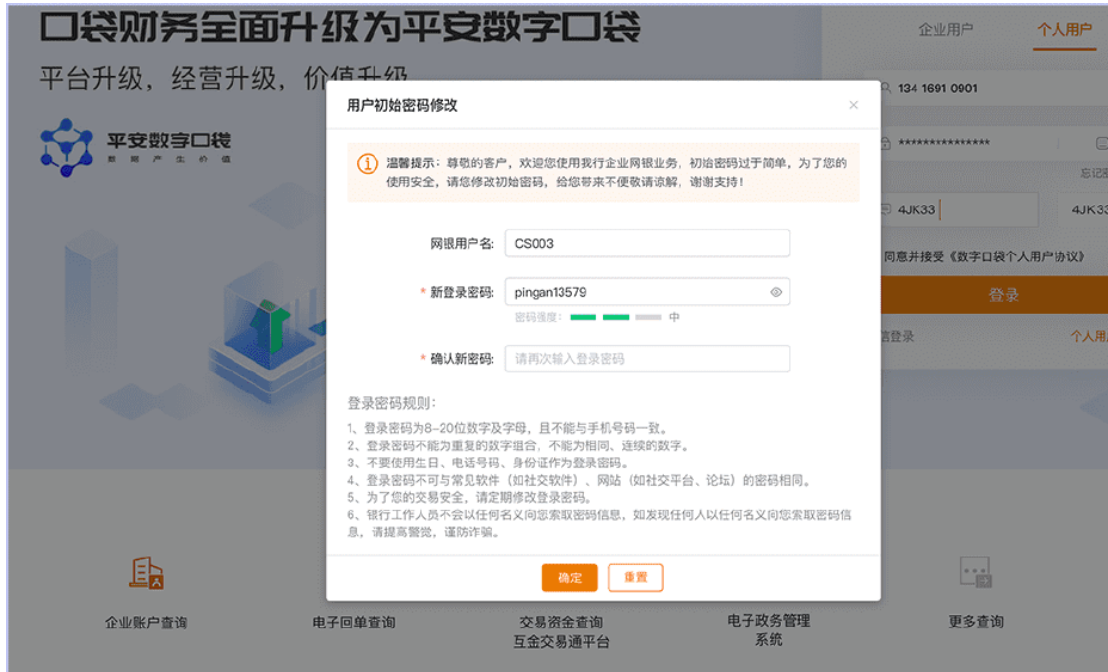 口袋财务全面升级为平安数字口袋
平台升级，经营升级，价值升级
平安数字口袋
数据产生价值
企业用户
个人用户
134 1691 0901
***************
4JK33
4JK33
同意并接受《数字口袋个人用户协议》
登录
信登录
个人用
用户初始密码修改
温馨提示：尊敬的客户，欢迎您使用我行企业网银业务，初始密码过于简单，为了您的
使用安全，请您修改初始密码，给您带来不便敬请谅解，谢谢支持！
网银用户名:
CS003
* 新登录密码:
pingan13579
密码强度：
中
* 确认新密码:
请再次输入登录密码
登录密码规则：
1、登录密码为8-20位数字及字母，且不能与手机号码一致。
2、登录密码不能为重复的数字组合，不能为相同、连续的数字。
3、不要使用生日、电话号码、身份证作为登录密码。
4、登录密码不可与常见软件（如社交软件）、网站（如社交平台、论坛）的密码相同。
5、为了您的交易安全，请定期修改登录密码。
6、银行工作人员不会以任何名义向您索取密码信息，如发现任何人以任何名义向您索取密码信
息，请提高警觉，谨防诈骗。
确定
重置
企业账户查询
电子回单查询
交易资金查询
互金交易通平台
电子政务管理
系统
更多查询